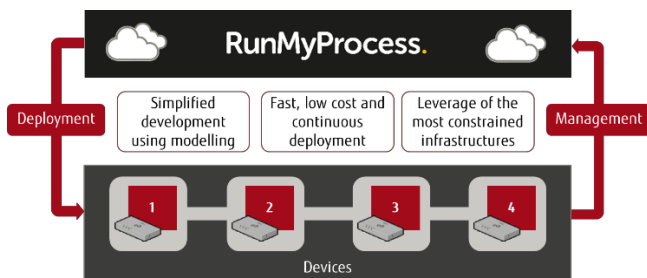 RunMyProcess.
Deployment
Simplified
development
using modelling
Fast, low cost and
continuous
deployment
Leverage of the
most constrained
infrastructures
Management
1
2
3
4
Devices